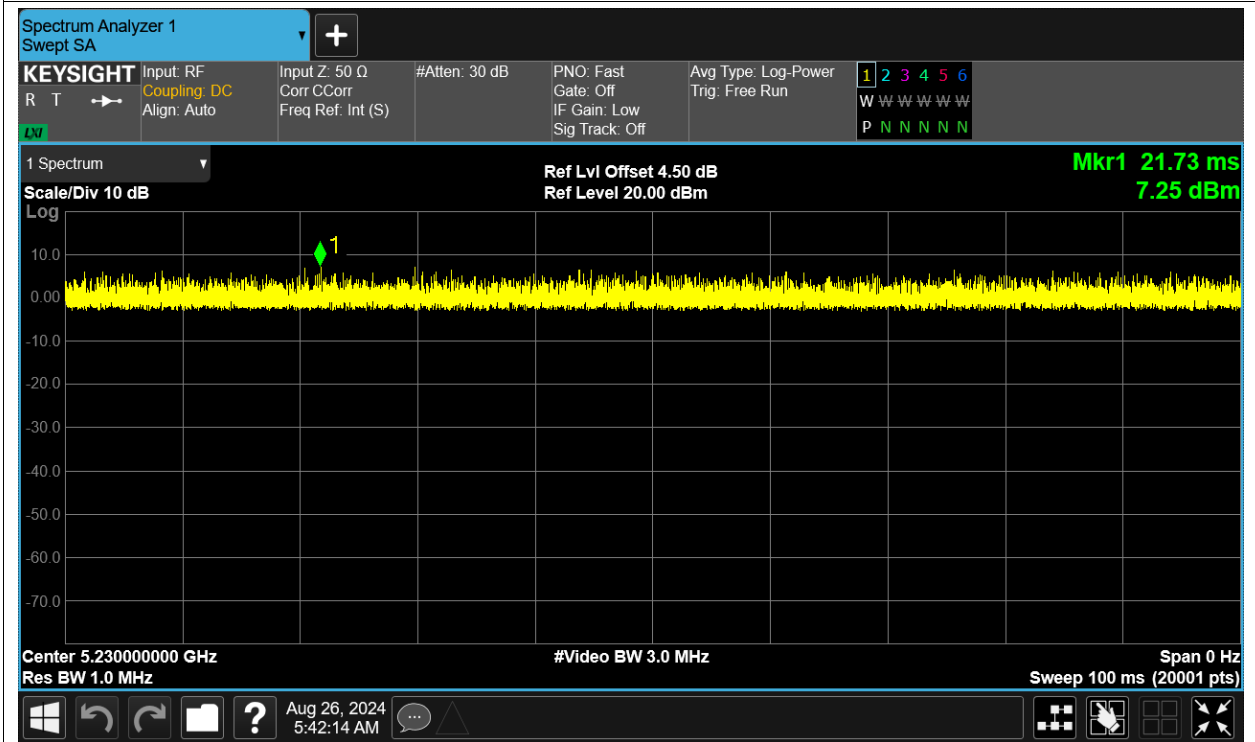 Spectrum Analyzer 1
Swept SA
▼
+
KEYSIGHT
R T
LXI
Input: RF
Coupling: DC
Align: Auto
Input Z: 50 Ω
Corr CCorr
Freq Ref: Int (S)
#Atten: 30 dB
PNO: Fast
Gate: Off
IF Gain: Low
Sig Track: Off
Avg Type: Log-Power
Trig: Free Run
1 2 3 4 5 6
W W W W W W
P N N N N N
1 Spectrum ▼
Scale/Div 10 dB
Log
Ref Lvl Offset 4.50 dB
Ref Level 20.00 dBm
Mkr1 21.73 ms
7.25 dBm
1
10.0
0.00
-10.0
-20.0
-30.0
-40.0
-50.0
-60.0
-70.0
Center 5.230000000 GHz
Res BW 1.0 MHz
#Video BW 3.0 MHz
Span 0 Hz
Sweep 100 ms (20001 pts)
?
Aug 26, 2024
5:42:14 AM